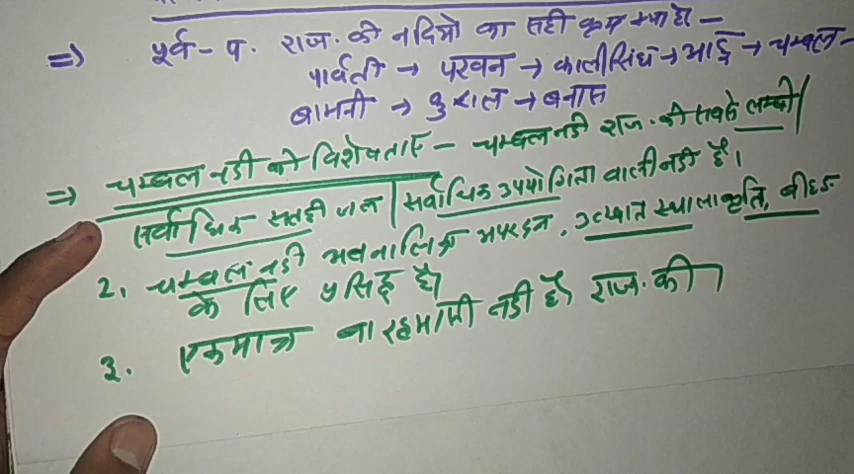 ⇒ पूर्व - प. राज. की नदियो का सही क्रम क्या है -
पार्वती → परवन → कालीसिंध → आहू → चम्बल -
बामनी → कुराल → बनास
⇒ चम्बल नदी की विशेषताए - चम्बल नदी राज. की सबसे लम्बी/
सर्वाधिक सतही जल/सर्वाधिक उपयोगिता वाली नदी है।
2. चम्बल नदी अवनालिका अपरदन, उत्खात स्थालाकृति, बीहड़
के लिए प्रसिद्ध है।
3. एकमात्र बारहमासी नदी है राज. की।